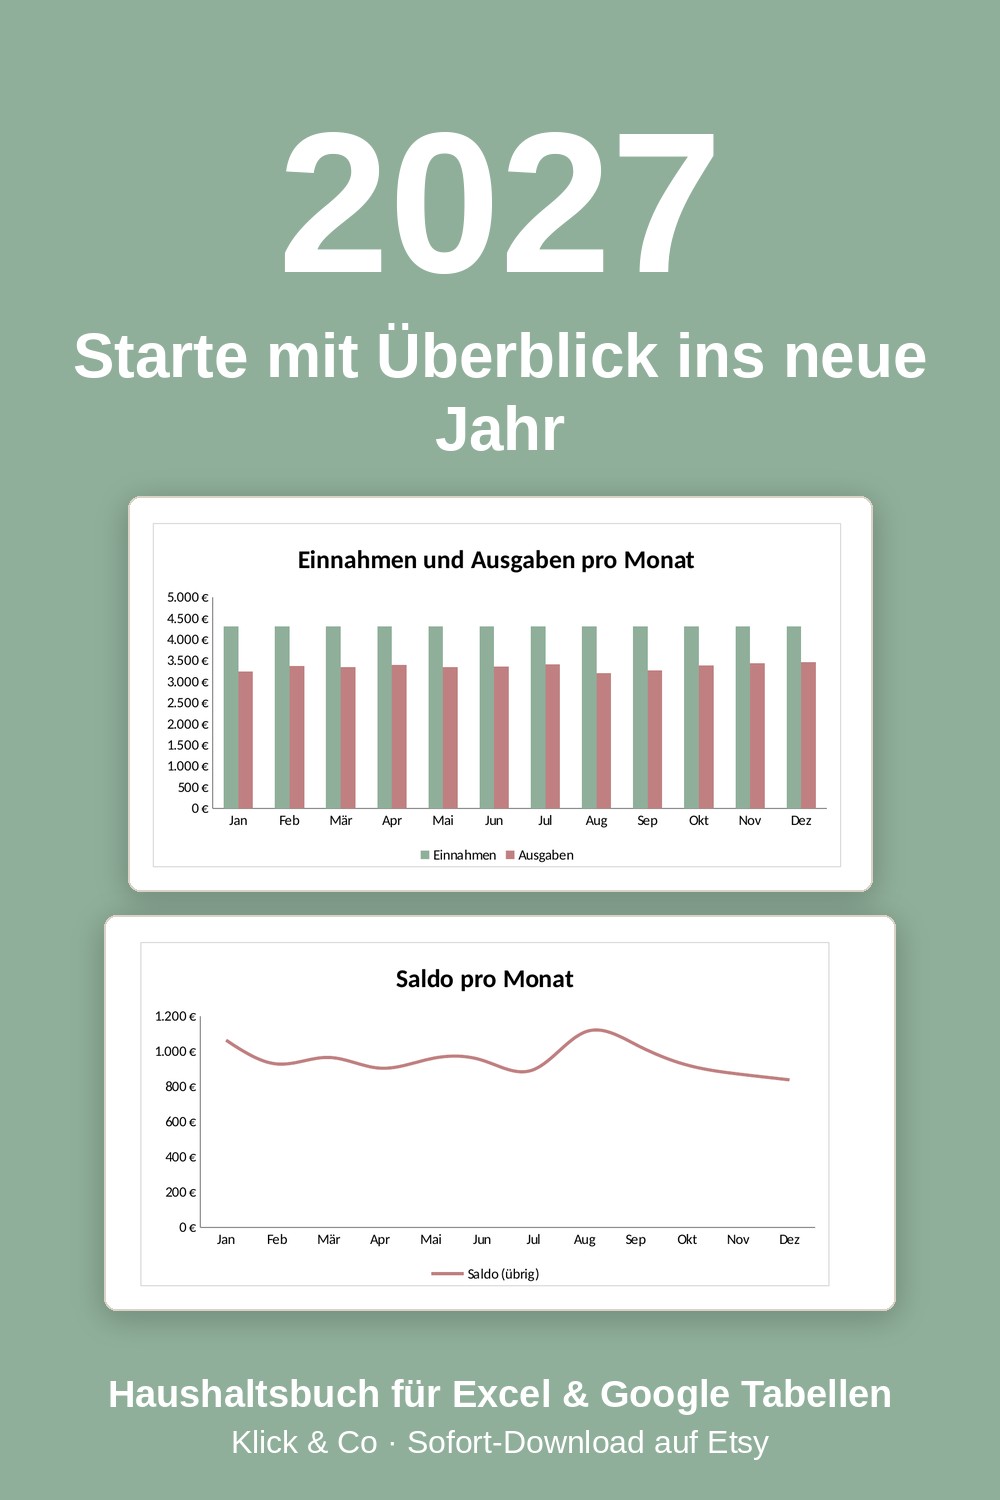 2027
Starte mit Überblick ins neue
Jahr
Einnahmen und Ausgaben pro Monat
5.000 €
4.500 €
4.000 €
3.500 €
3.000 €
2.500 €
2.000 €
1.500 €
1.000 €
500 €
0 €
Jan Feb Mär Apr Mai Jun Jul Aug Sep Okt Nov Dez
Einnahmen Ausgaben
Saldo pro Monat
1.200 €
1.000 €
800 €
600 €
400 €
200 €
0 €
Jan Feb Mär Apr Mai Jun Jul Aug Sep Okt Nov Dez
Saldo (übrig)
Haushaltsbuch für Excel & Google Tabellen
Klick & Co · Sofort-Download auf Etsy